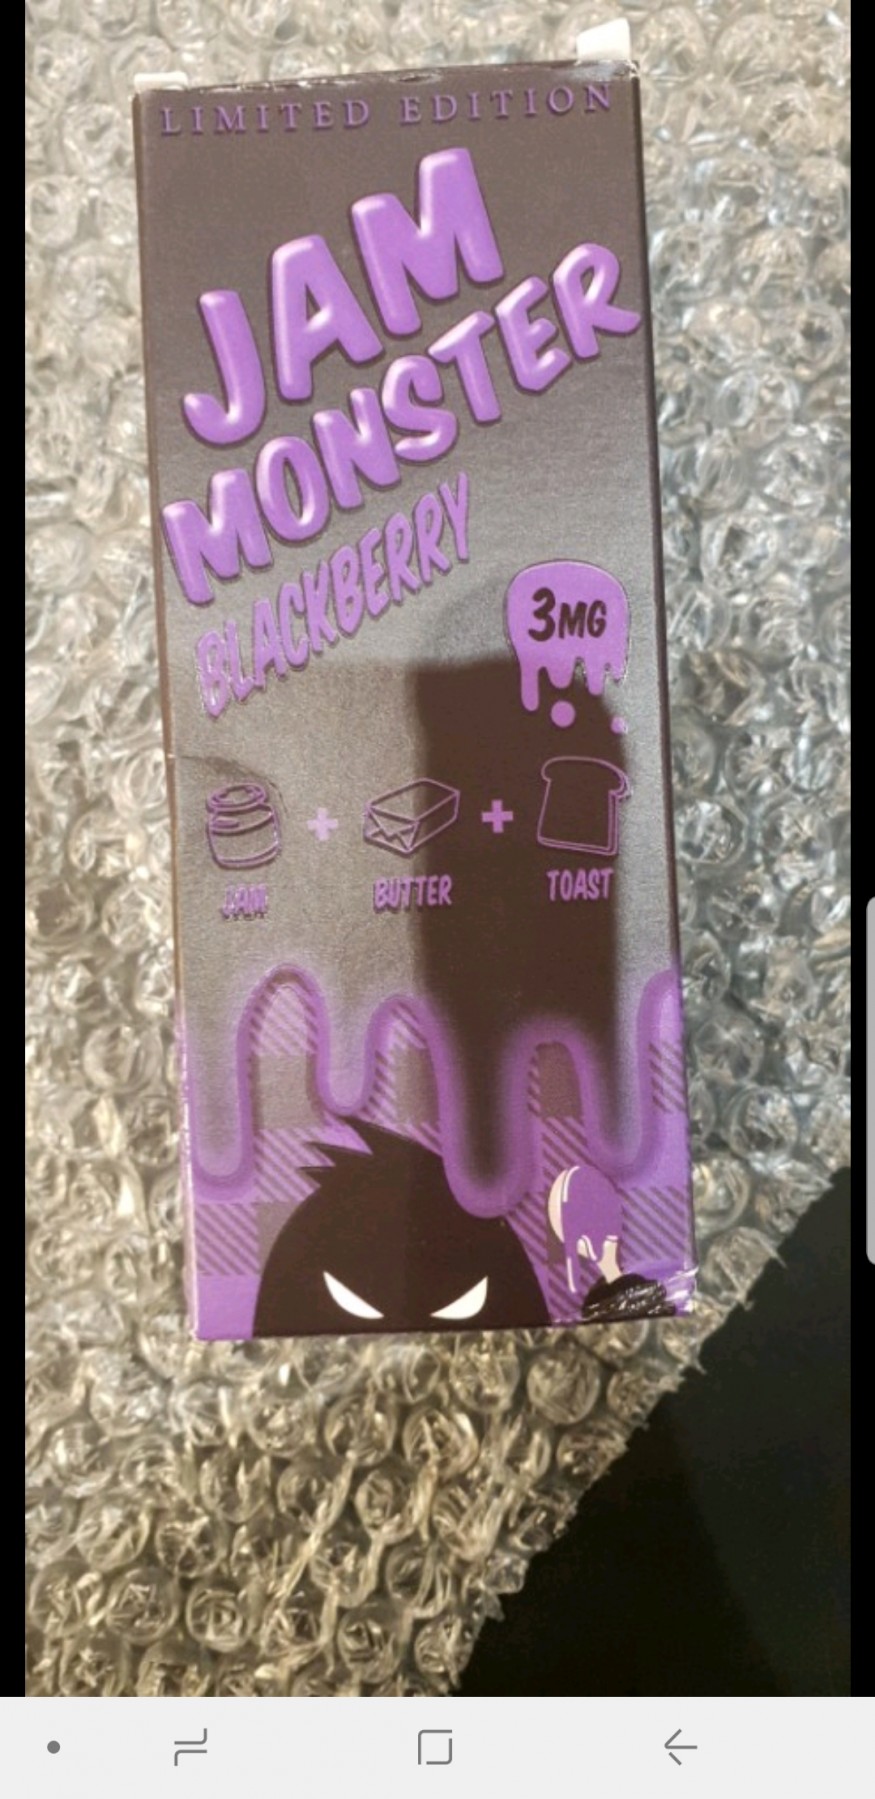 LIMITED EDITION
JAM
MONSTER
BLACKBERRY
3MG
JAM + BUTTER + TOAST